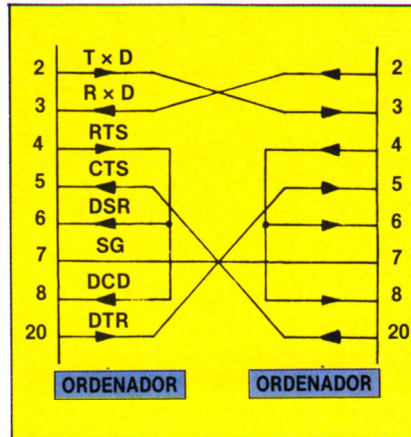 2 T × D 2
3 R × D 3
4 RTS 4
5 CTS 5
6 DSR 6
7 SG 7
8 DCD 8
20 DTR 20
ORDENADOR ORDENADOR